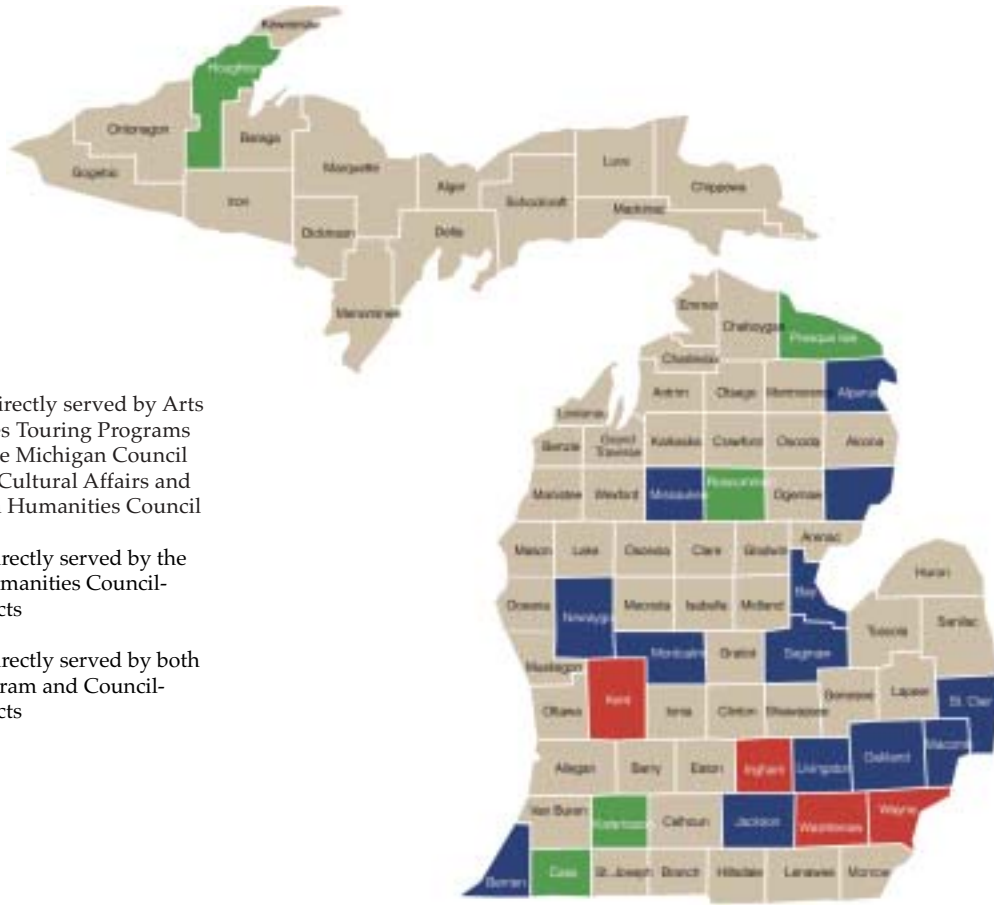 Keweenaw
Houghton
Ontonagon
Baraga
Gogebic
Marquette
Luce
Iron
Alger
Chippewa
Schoolcraft
Mackinac
Dickinson
Delta
Menominee
Emmet
Cheboygan
Presque Isle
Charlevoix
Antrim
Otsego
Montmorency
Alpena
irectly served by Arts
es Touring Programs
e Michigan Council
Cultural Affairs and
Humanities Council
rectly served by the
manities Council-
cts
irectly served by both
ram and Council-
cts
Leelanau
Benzie
Grand
Traverse
Kalkaska
Crawford
Oscoda
Alcona
Manistee
Wexford
Missaukee
Roscommon
Ogemaw
Mason
Lake
Osceola
Clare
Gladwin
Arenac
Huron
Oceana
Newaygo
Mecosta
Isabella
Midland
Bay
Tuscola
Sanilac
Muskegon
Montcalm
Gratiot
Saginaw
Ottawa
Kent
Ionia
Clinton
Shiawassee
Genesee
Lapeer
St. Clair
Allegan
Barry
Eaton
Ingham
Livingston
Oakland
Macomb
Van Buren
Kalamazoo
Calhoun
Jackson
Washtenaw
Wayne
Berrien
Cass
St. Joseph
Branch
Hillsdale
Lenawee
Monroe